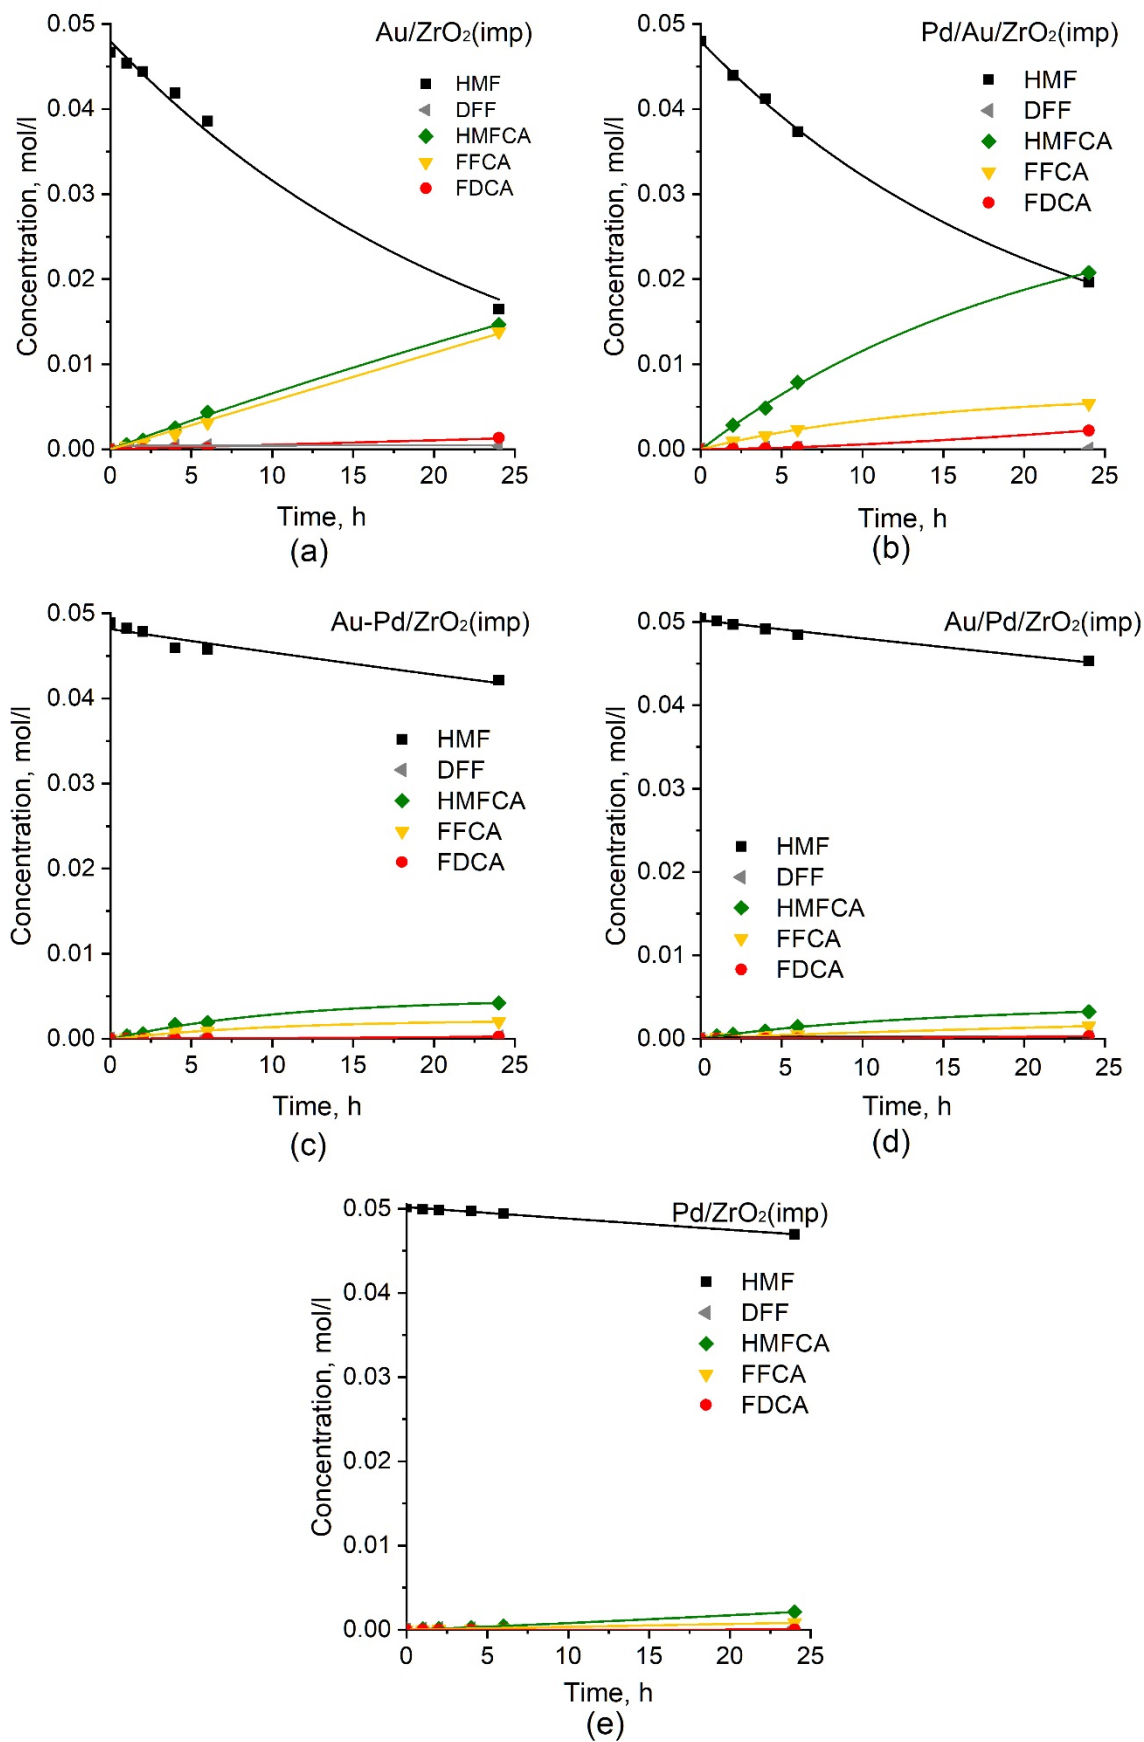 Au/ZrO₂(imp)
HMF
DFF
HMFCA
FFCA
FDCA
Concentration, mol/l
0.05
0.04
0.03
0.02
0.01
0.00
0 5 10 15 20 25
Time, h
(a)
Pd/Au/ZrO₂(imp)
HMF
DFF
HMFCA
FFCA
FDCA
Concentration, mol/l
0.05
0.04
0.03
0.02
0.01
0.00
0 5 10 15 20 25
Time, h
(b)
Au-Pd/ZrO₂(imp)
HMF
DFF
HMFCA
FFCA
FDCA
Concentration, mol/l
0.05
0.04
0.03
0.02
0.01
0.00
0 5 10 15 20 25
Time, h
(c)
Au/Pd/ZrO₂(imp)
HMF
DFF
HMFCA
FFCA
FDCA
Concentration, mol/l
0.05
0.04
0.03
0.02
0.01
0.00
0 5 10 15 20 25
Time, h
(d)
Pd/ZrO₂(imp)
HMF
DFF
HMFCA
FFCA
FDCA
Concentration, mol/l
0.05
0.04
0.03
0.02
0.01
0.00
0 5 10 15 20 25
Time, h
(e)